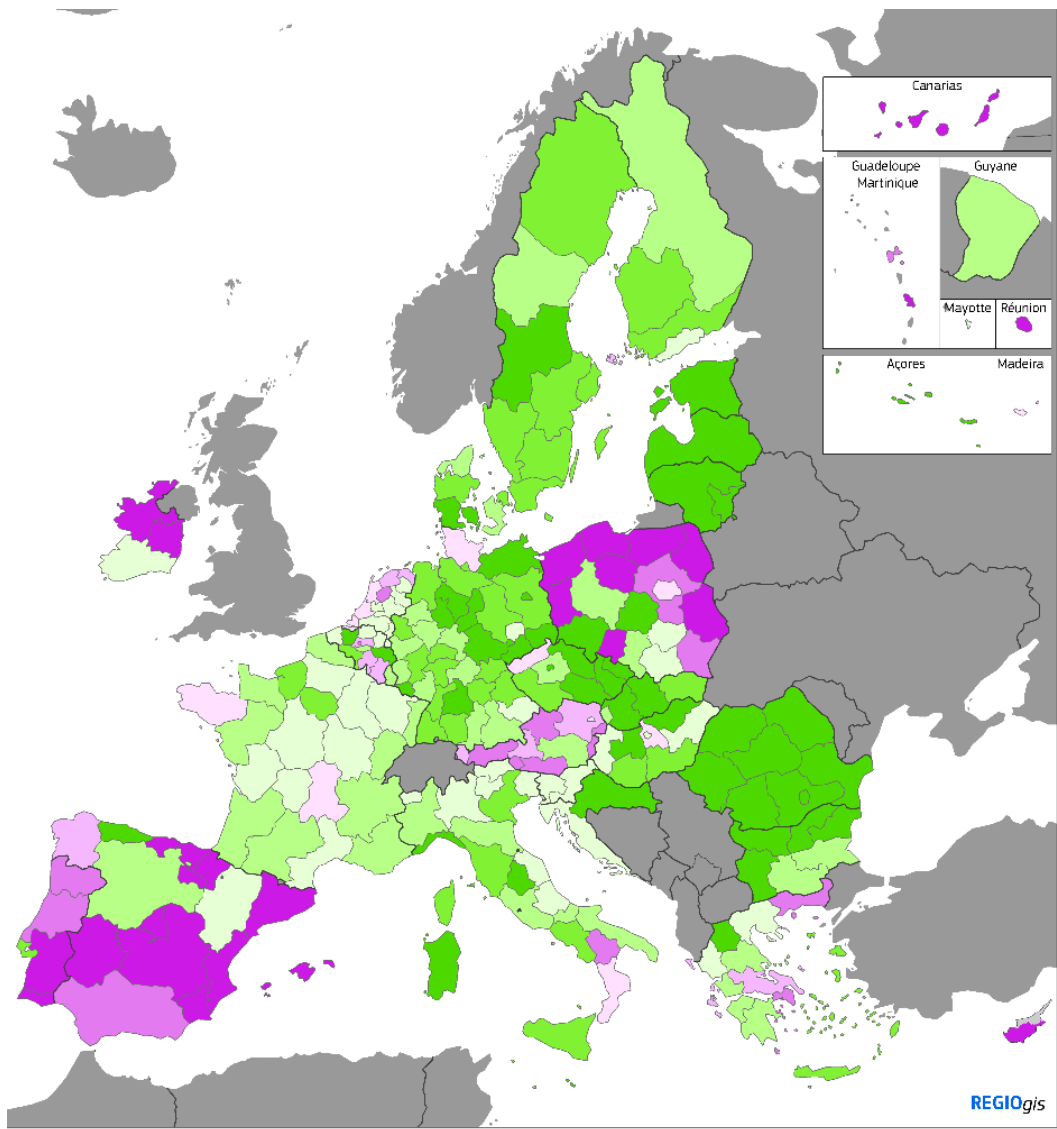 Canarias
Guadeloupe
Martinique
Guyane
Mayotte
Réunion
Açores
Madeira
REGIOgis